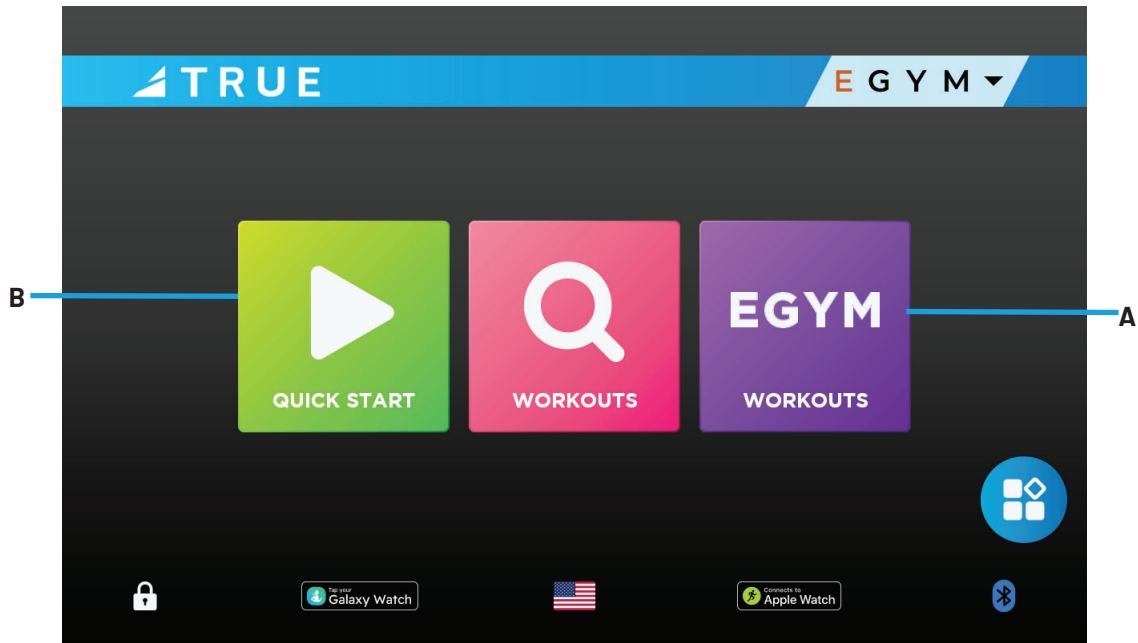 TRUE
EGYM
B
A
EGYM
QUICK START
WORKOUTS
WORKOUTS
Tap your
Galaxy Watch
Connects to
Apple Watch